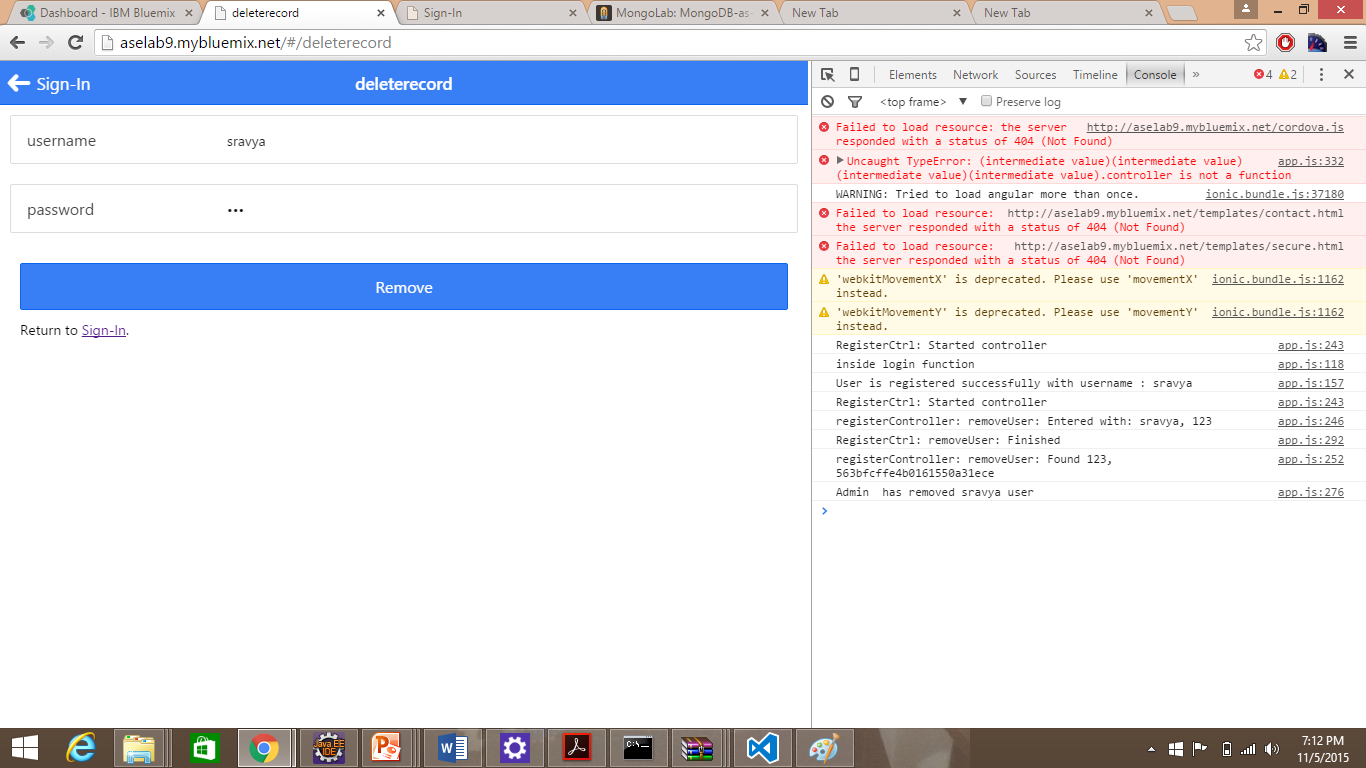 Dashboard - IBM Bluemix
deleterecord
Sign-In
MongoLab: MongoDB-as-
New Tab
New Tab
aselab9.mybluemix.net/#/deleterecord
Sign-In
deleterecord
username
sravya
password
•••
Remove
Return to Sign-In.
Elements Network Sources Timeline Console » 4 2
<top frame> ▼ Preserve log
Failed to load resource: the server http://aselab9.mybluemix.net/cordova.js
responded with a status of 404 (Not Found)
Uncaught TypeError: (intermediate value)(intermediate value) app.js:332
(intermediate value)(intermediate value).controller is not a function
WARNING: Tried to load angular more than once. ionic.bundle.js:37180
Failed to load resource: http://aselab9.mybluemix.net/templates/contact.html
the server responded with a status of 404 (Not Found)
Failed to load resource: http://aselab9.mybluemix.net/templates/secure.html
the server responded with a status of 404 (Not Found)
'webkitMovementX' is deprecated. Please use 'movementX' ionic.bundle.js:1162
instead.
'webkitMovementY' is deprecated. Please use 'movementY' ionic.bundle.js:1162
instead.
RegisterCtrl: Started controller app.js:243
inside login function app.js:118
User is registered successfully with username : sravya app.js:157
RegisterCtrl: Started controller app.js:243
registerController: removeUser: Entered with: sravya, 123 app.js:246
RegisterCtrl: removeUser: Finished app.js:292
registerController: removeUser: Found 123, app.js:252
563bfcffe4b0161550a31ece
Admin  has removed sravya user app.js:276
Java EE
IDE
C:\._
7:12 PM
11/5/2015